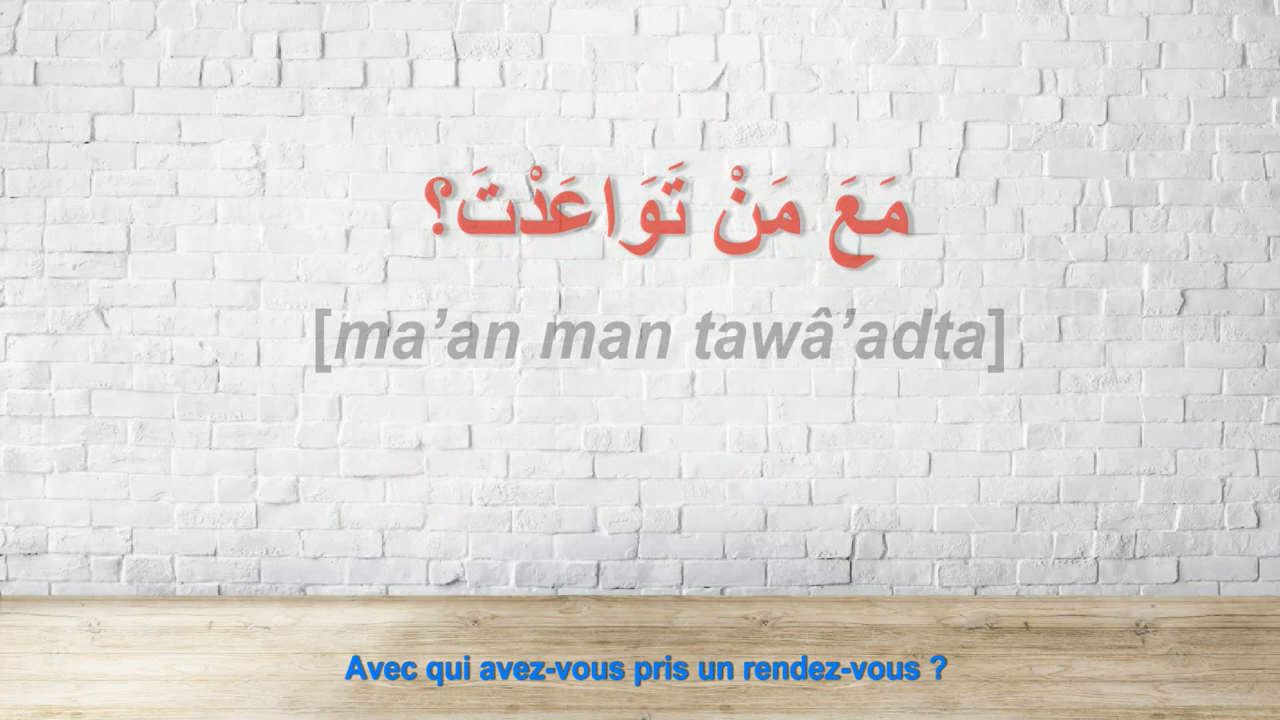 مَعَ مَنْ تَوَاعَدْتَ؟
[ma’an man tawâ’adta]
Avec qui avez-vous pris un rendez-vous ?